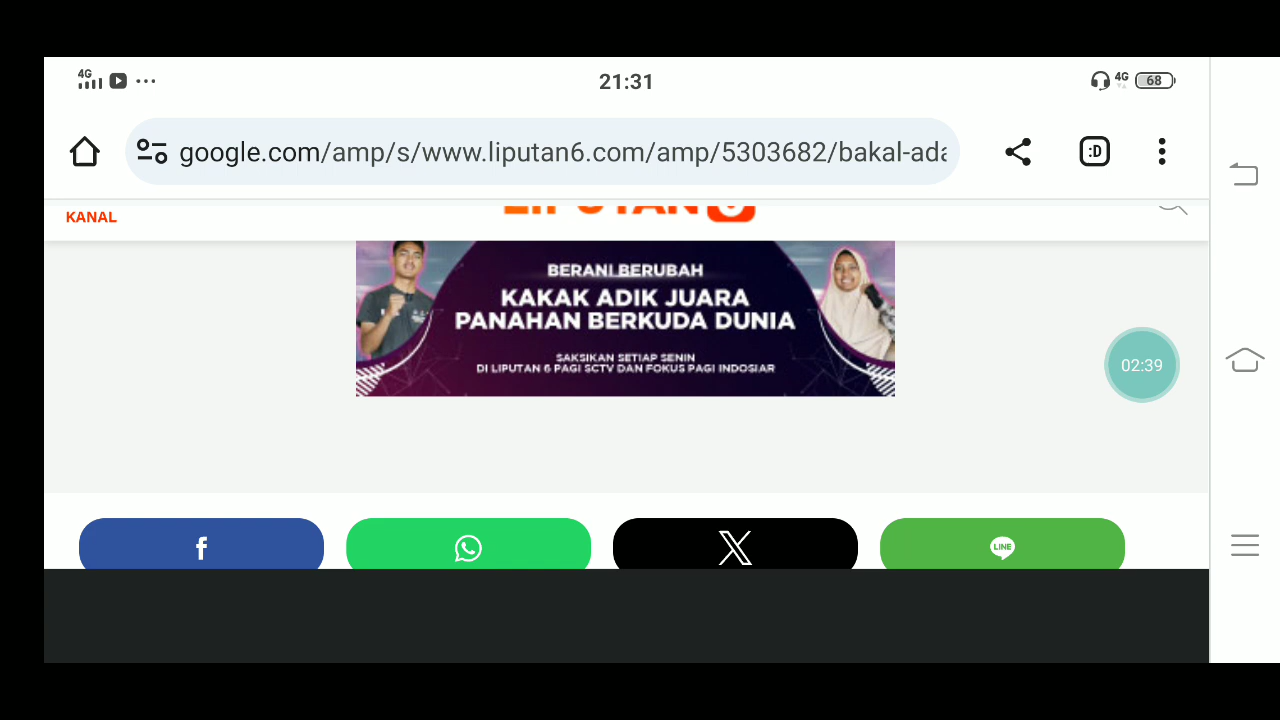 4G
21:31
4G
68
google.com/amp/s/www.liputan6.com/amp/5303682/bakal-ada
:D
KANAL
LIPUTAN 6
BERANI BERUBAH
KAKAK ADIK JUARA
PANAHAN BERKUDA DUNIA
SAKSIKAN SETIAP SENIN
DI LIPUTAN 6 PAGI SCTV DAN FOKUS PAGI INDOSIAR
02:39
f
X
LINE